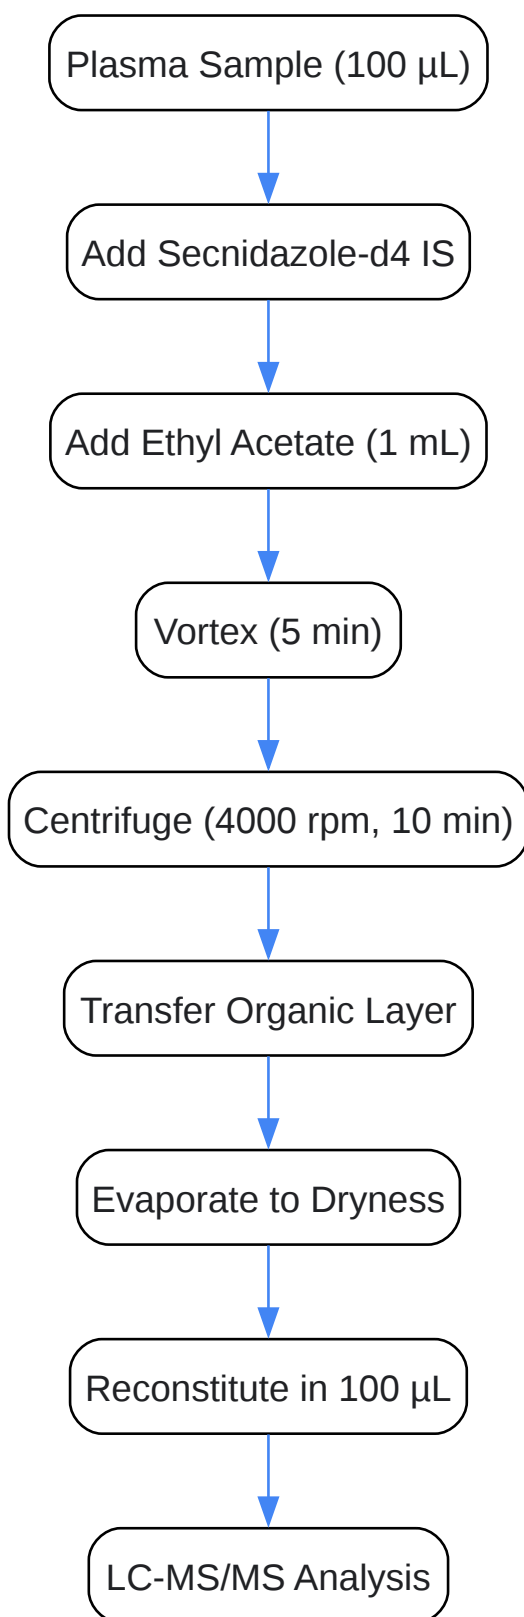 Plasma Sample (100 µL)
Add Secnidazole-d4 IS
Add Ethyl Acetate (1 mL)
Vortex (5 min)
Centrifuge (4000 rpm, 10 min)
Transfer Organic Layer
Evaporate to Dryness
Reconstitute in 100 µL
LC-MS/MS Analysis